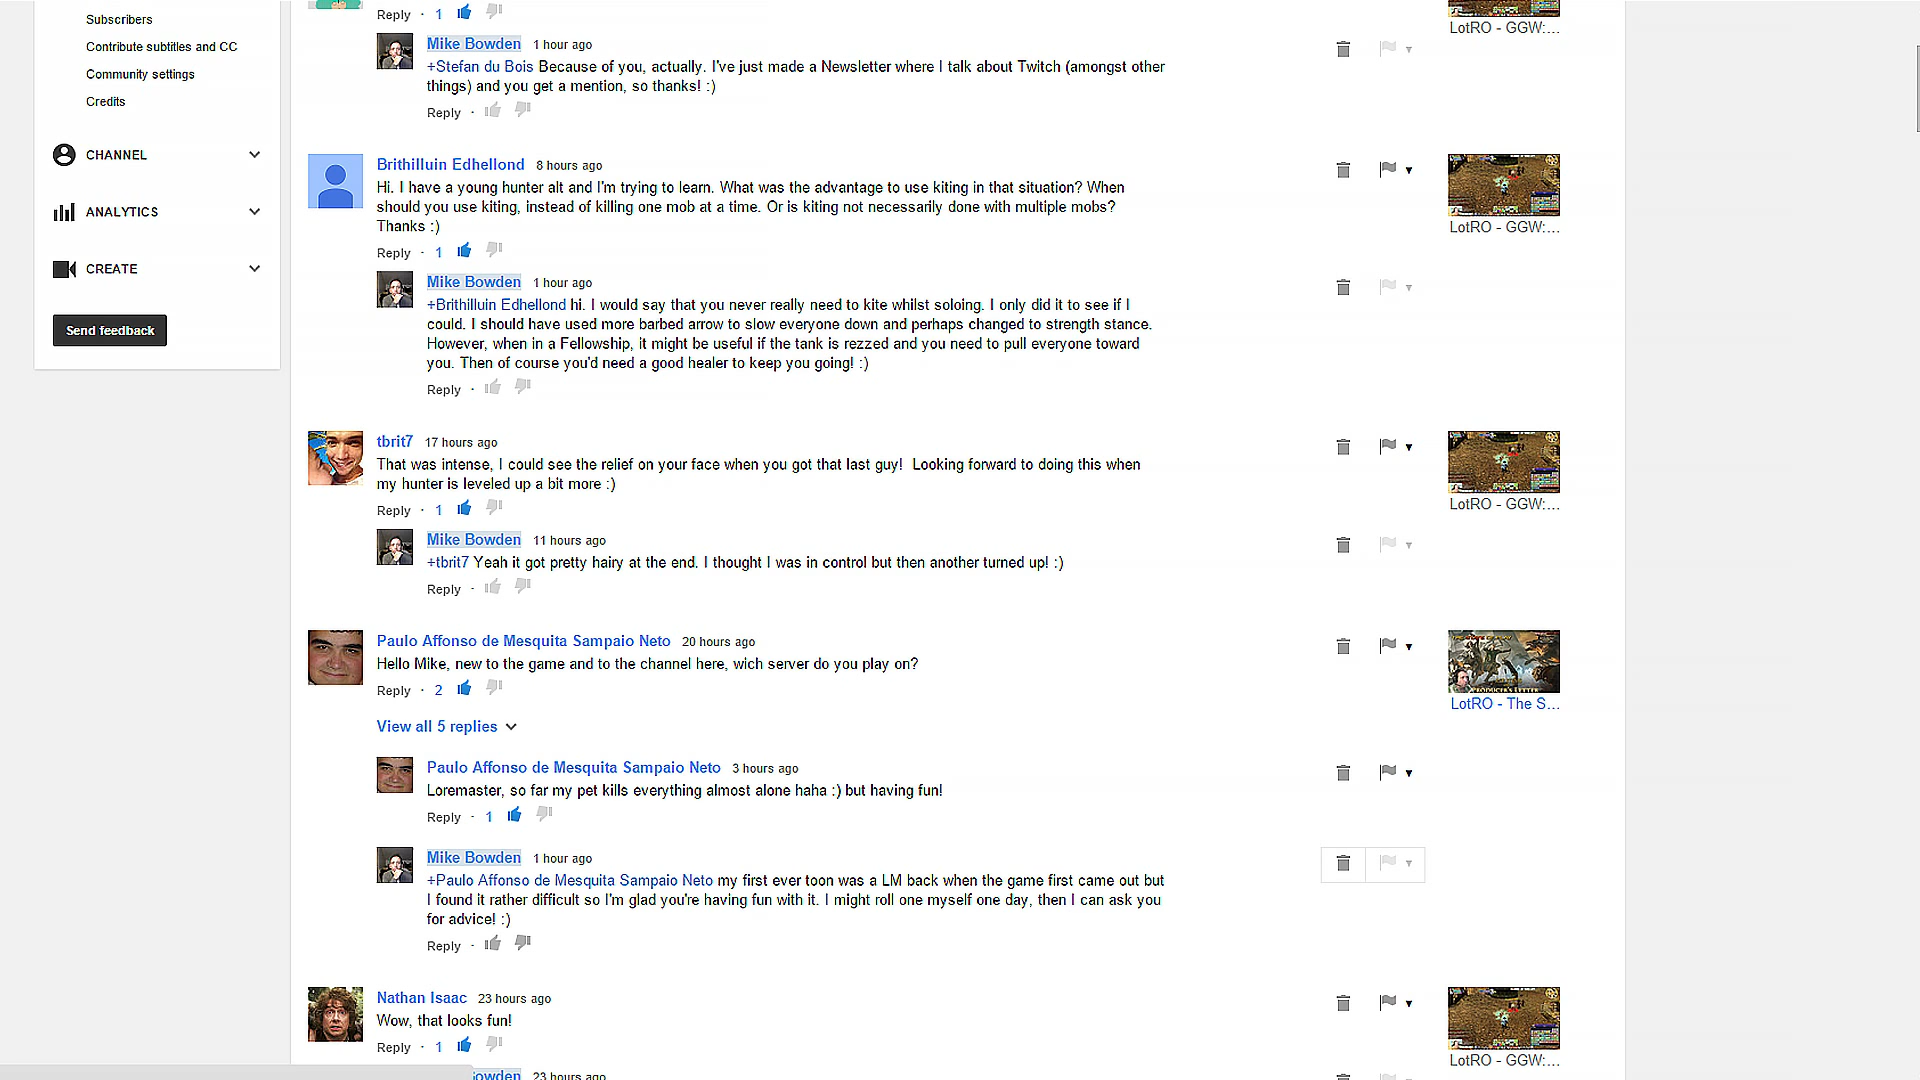 Subscribers
Contribute subtitles and CC
Community settings
Credits
CHANNEL
ANALYTICS
CREATE
Send feedback
Reply · 1
LotRO - GGW:...
Mike Bowden 1 hour ago
+Stefan du Bois Because of you, actually. I've just made a Newsletter where I talk about Twitch (amongst other
things) and you get a mention, so thanks! :)
Reply ·
Brithilluin Edhellond 8 hours ago
Hi. I have a young hunter alt and I'm trying to learn. What was the advantage to use kiting in that situation? When
should you use kiting, instead of killing one mob at a time. Or is kiting not necessarily done with multiple mobs?
Thanks :)
LotRO - GGW:...
Reply · 1
Mike Bowden 1 hour ago
+Brithilluin Edhellond hi. I would say that you never really need to kite whilst soloing. I only did it to see if I
could. I should have used more barbed arrow to slow everyone down and perhaps changed to strength stance.
However, when in a Fellowship, it might be useful if the tank is rezzed and you need to pull everyone toward
you. Then of course you'd need a good healer to keep you going! :)
Reply ·
tbrit7 17 hours ago
That was intense, I could see the relief on your face when you got that last guy! Looking forward to doing this when
my hunter is leveled up a bit more :)
LotRO - GGW:...
Reply · 1
Mike Bowden 11 hours ago
+tbrit7 Yeah it got pretty hairy at the end. I thought I was in control but then another turned up! :)
Reply ·
Paulo Affonso de Mesquita Sampaio Neto 20 hours ago
Hello Mike, new to the game and to the channel here, wich server do you play on?
Reply · 2
PRODUCER'S LETTER
LotRO - The S...
View all 5 replies
Paulo Affonso de Mesquita Sampaio Neto 3 hours ago
Loremaster, so far my pet kills everything almost alone haha :) but having fun!
Reply · 1
Mike Bowden 1 hour ago
+Paulo Affonso de Mesquita Sampaio Neto my first ever toon was a LM back when the game first came out but
I found it rather difficult so I'm glad you're having fun with it. I might roll one myself one day, then I can ask you
for advice! :)
Reply ·
Nathan Isaac 23 hours ago
Wow, that looks fun!
Reply · 1
LotRO - GGW:...
owden 23 hours ago